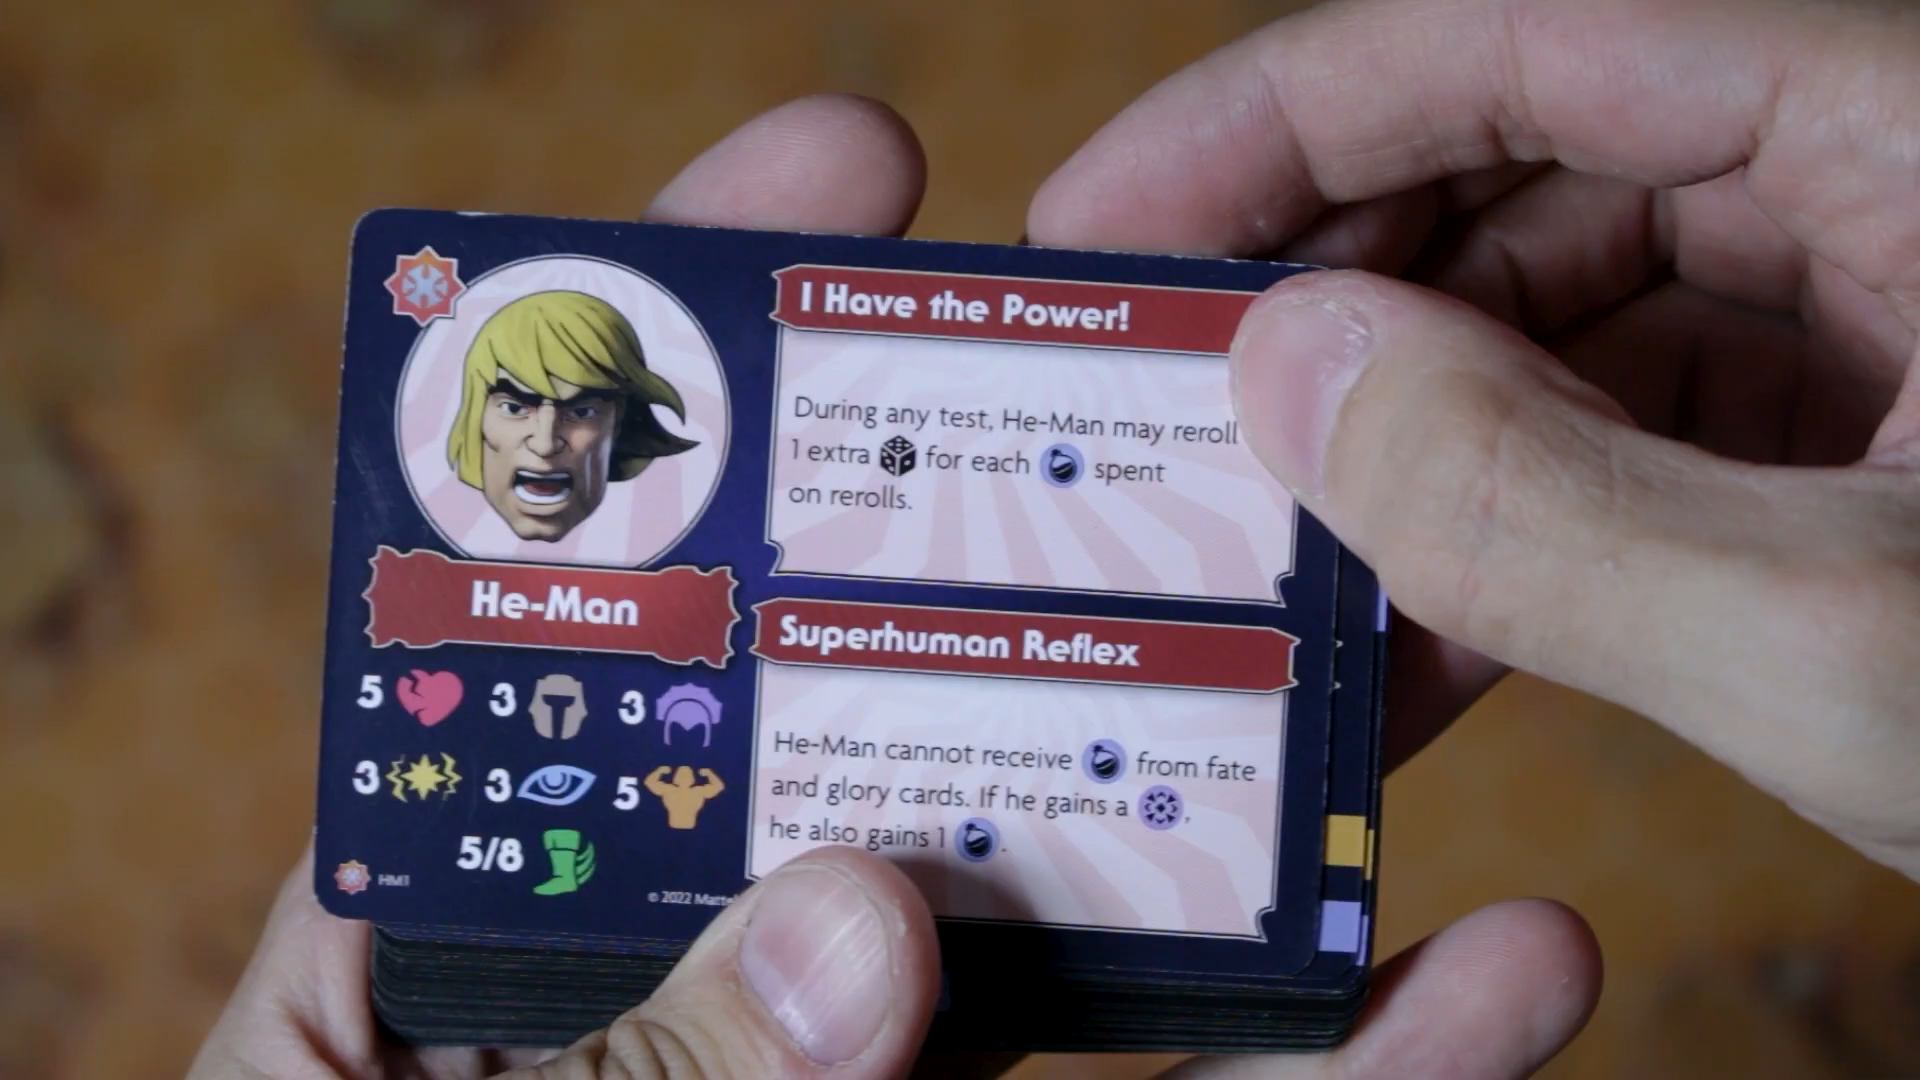 I Have the Power!
During any test, He-Man may reroll
1 extra for each spent
on rerolls.
He-Man
Superhuman Reflex
5 3 3
3 3 5
5/8
He-Man cannot receive from fate
and glory cards. If he gains a ,
he also gains 1 .
HM1
© 2022